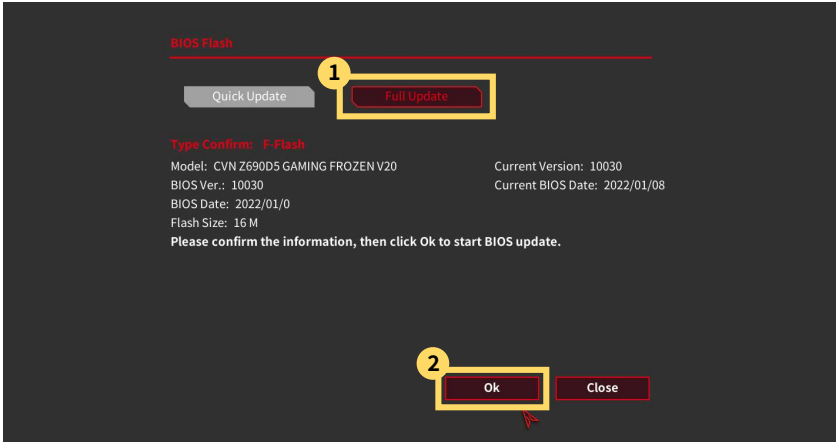 BIOS Flash
1
Quick Update Full Update
Type Confirm: F-Flash
Model: CVN Z690D5 GAMING FROZEN V20 Current Version: 10030
BIOS Ver.: 10030 Current BIOS Date: 2022/01/08
BIOS Date: 2022/01/0
Flash Size: 16 M
Please confirm the information, then click Ok to start BIOS update.
2
Ok Close